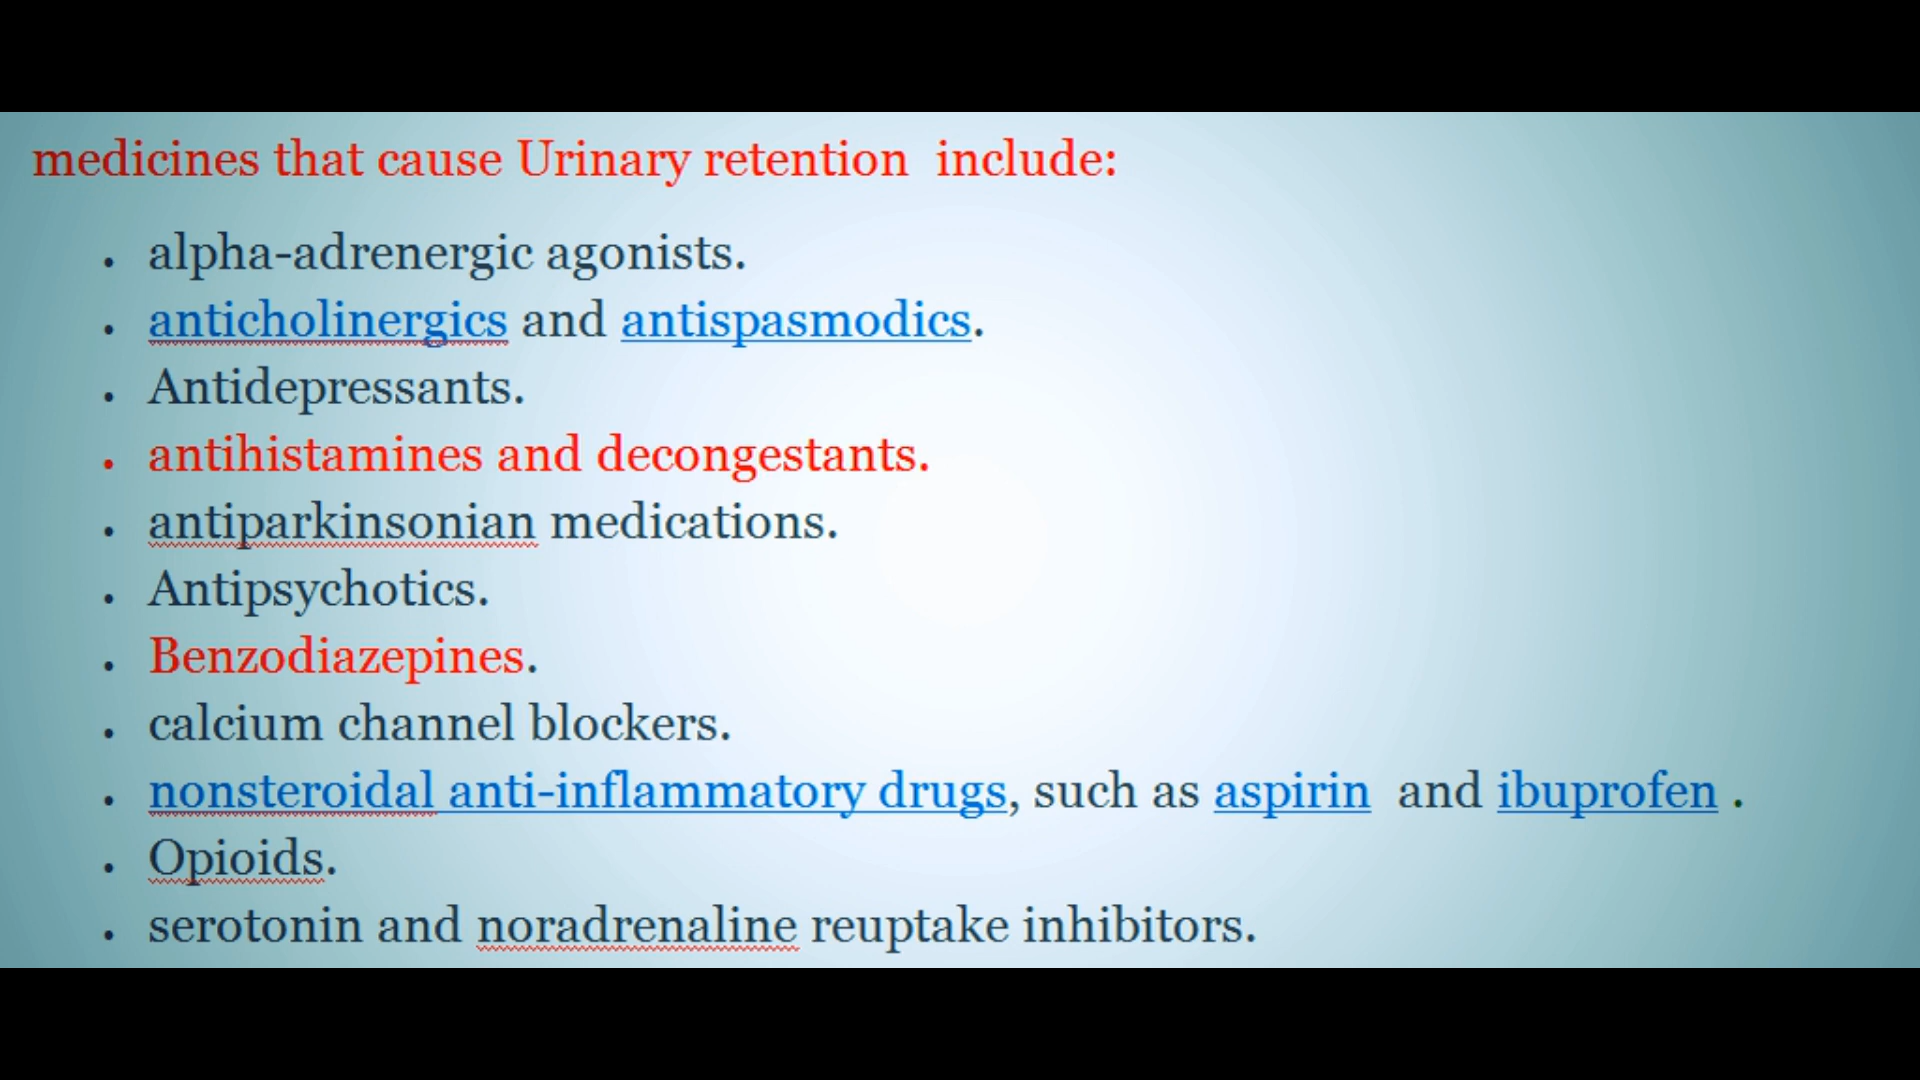 medicines that cause Urinary retention include:
• alpha-adrenergic agonists.
• anticholinergics and antispasmodics.
• Antidepressants.
• antihistamines and decongestants.
• antiparkinsonian medications.
• Antipsychotics.
• Benzodiazepines.
• calcium channel blockers.
• nonsteroidal anti-inflammatory drugs, such as aspirin and ibuprofen .
• Opioids.
• serotonin and noradrenaline reuptake inhibitors.